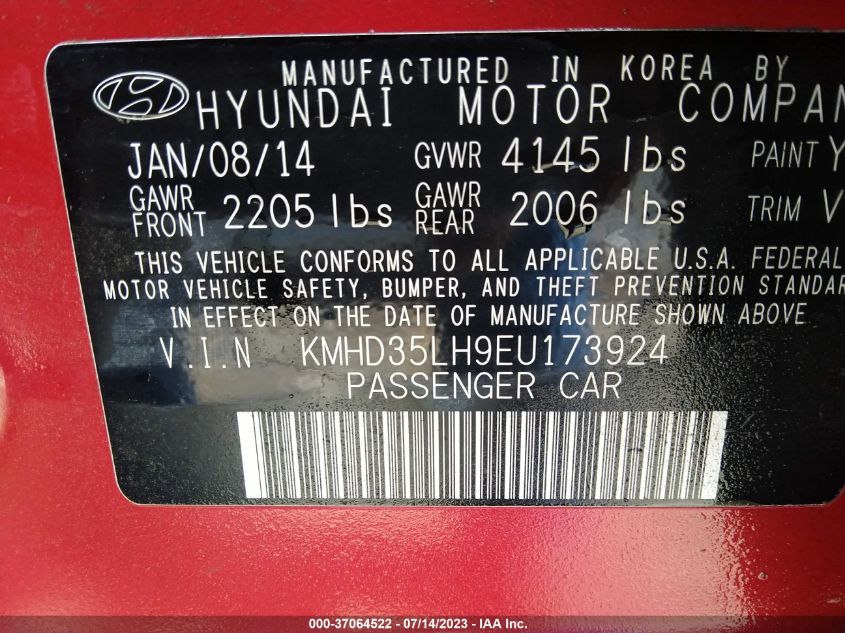 MANUFACTURED IN KOREA BY
HYUNDAI MOTOR COMPAN
JAN/08/14 GVWR 4145 lbs PAINT Y
GAWR FRONT 2205 lbs GAWR REAR 2006 lbs TRIM V
THIS VEHICLE CONFORMS TO ALL APPLICABLE U.S.A. FEDERAL
MOTOR VEHICLE SAFETY, BUMPER, AND THEFT PREVENTION STANDAR
IN EFFECT ON THE DATE OF MANUFACTURE SHOWN ABOVE
V.I.N KMHD35LH9EU173924
PASSENGER CAR
000-37064522 - 07/14/2023 - IAA Inc.